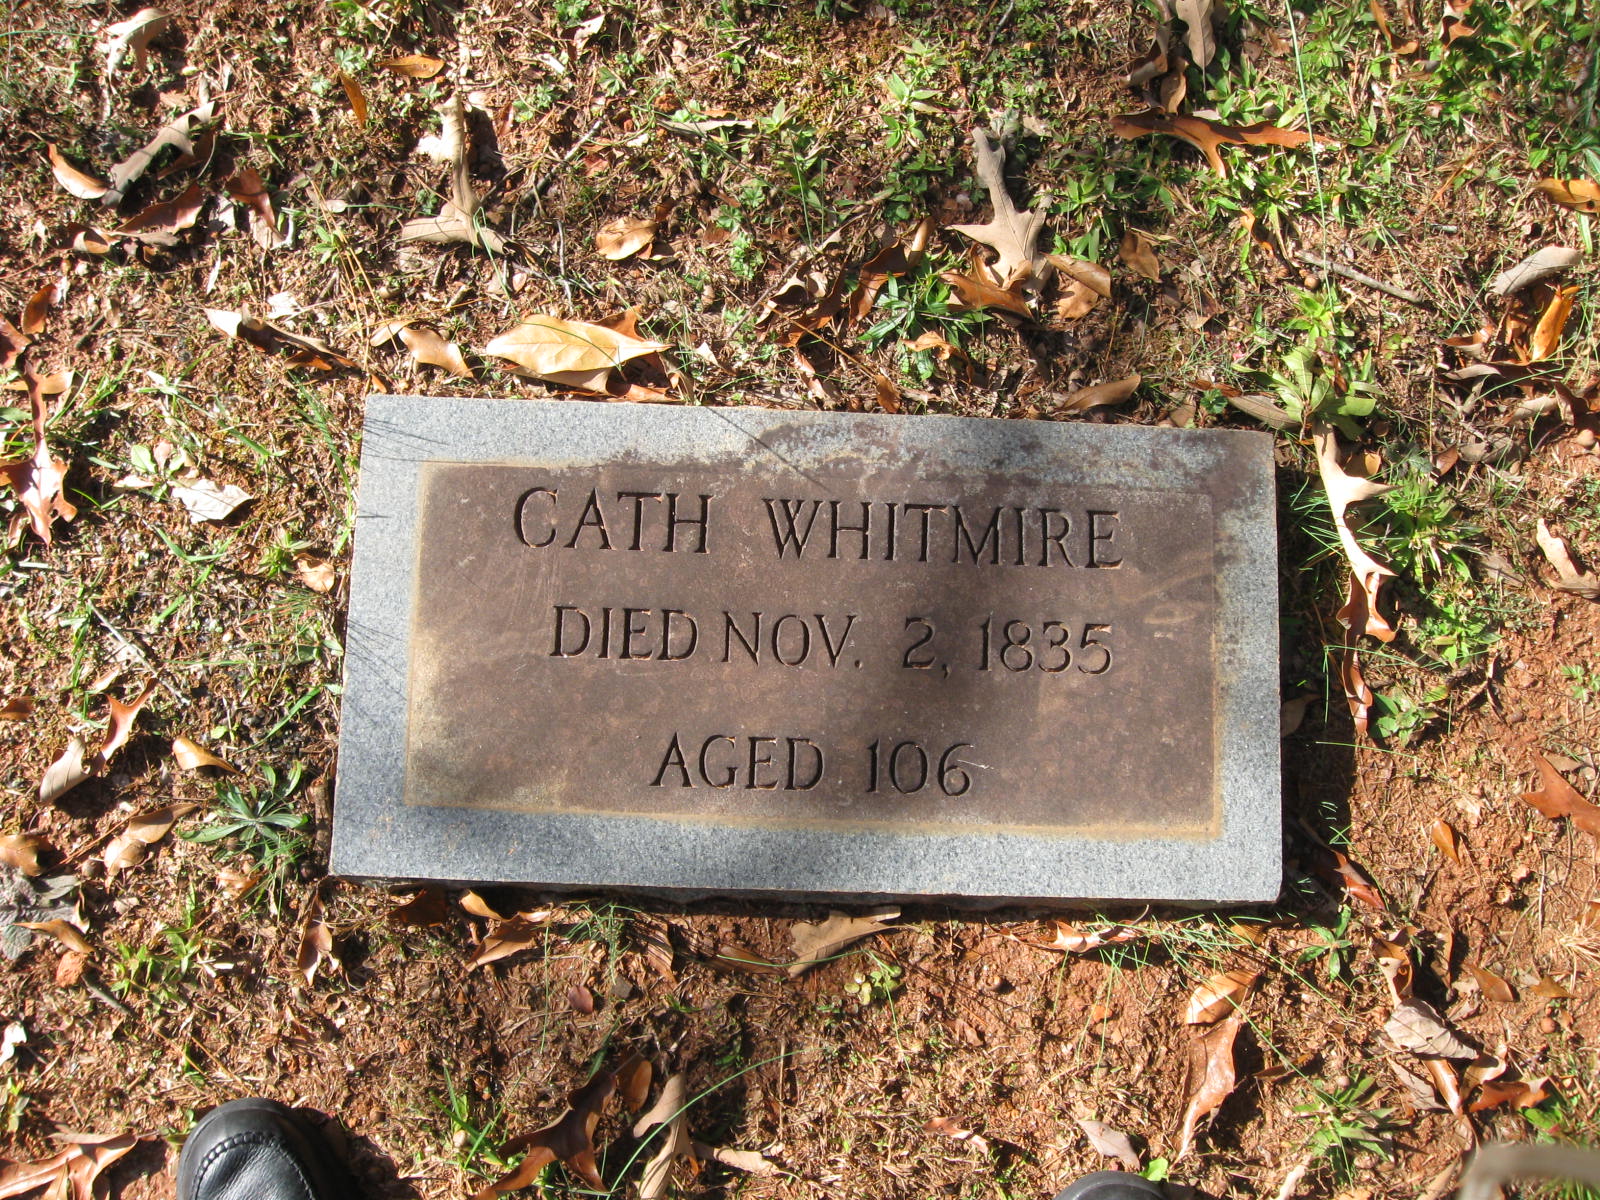 CATH WHITMIRE
DIED NOV. 2, 1835
AGED 106